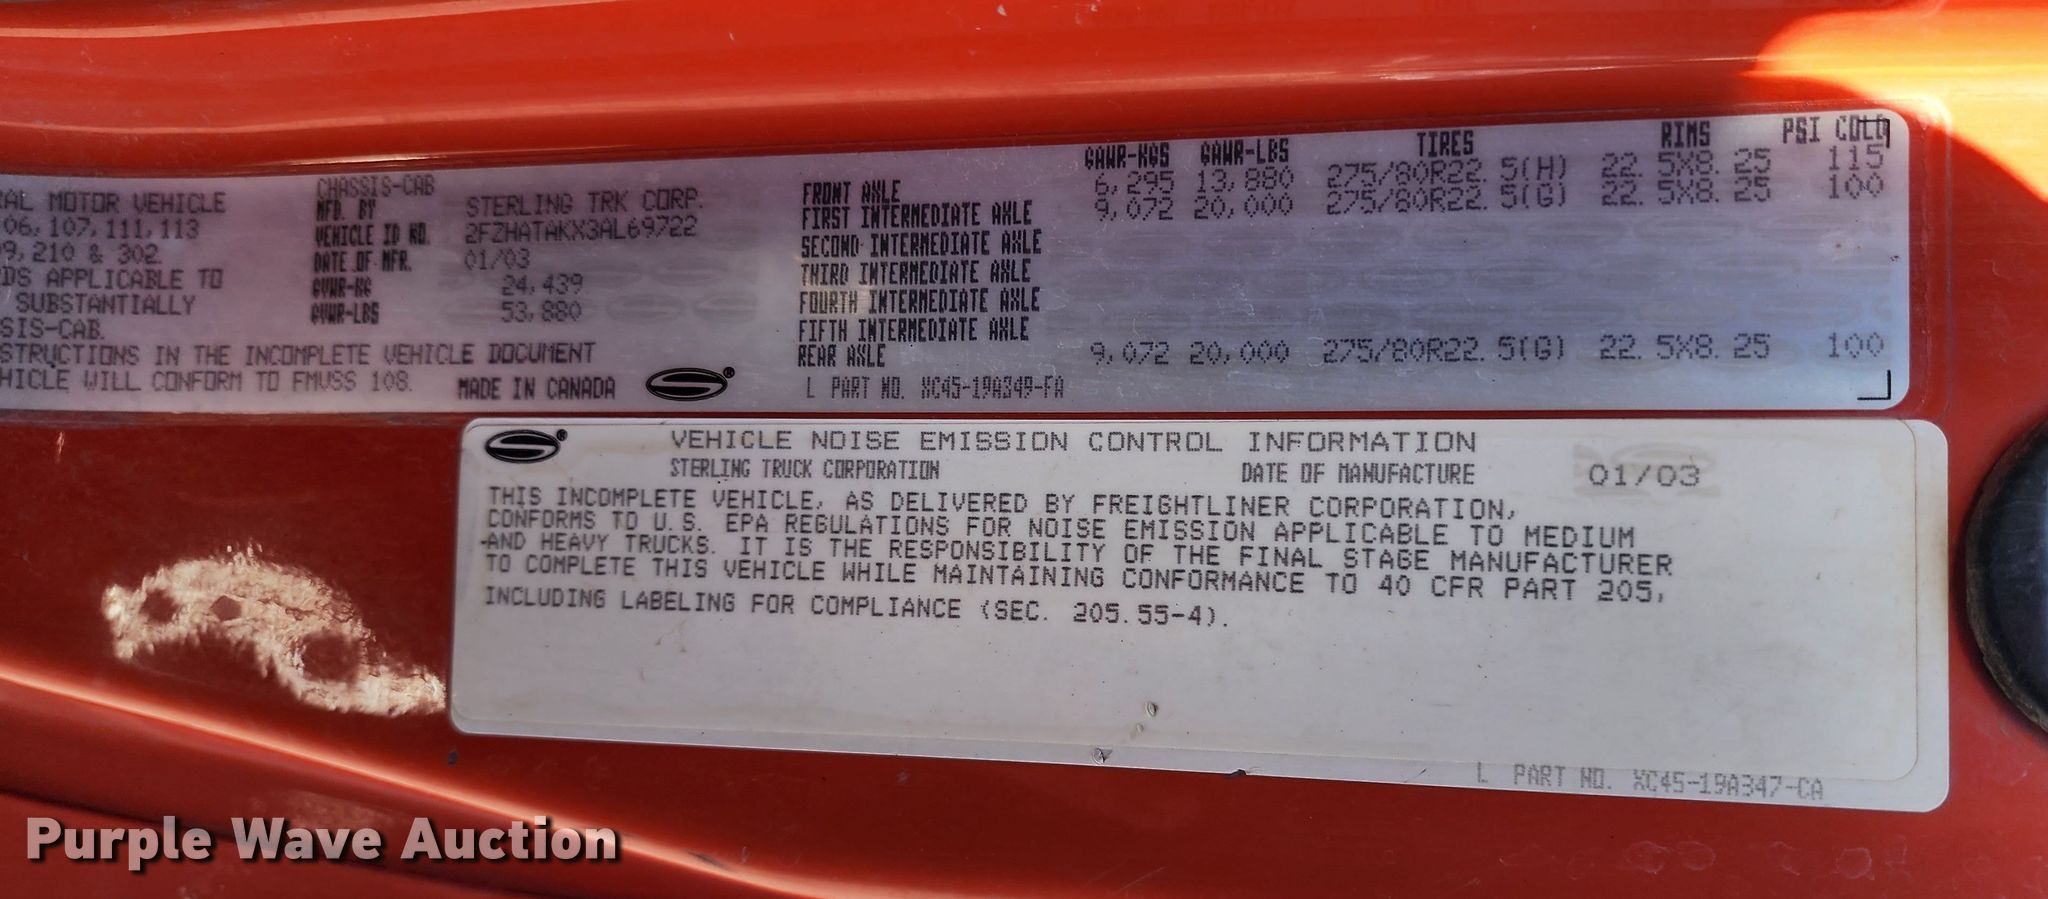 RAL MOTOR VEHICLE
06, 107, 111, 113
9, 210 & 302.
DS APPLICABLE TO
SUBSTANTIALLY
SIS-CAB.
STRUCTIONS IN THE INCOMPLETE VEHICLE DOCUMENT
HICLE WILL CONFORM TO FMVSS 108.
MADE IN CANADA
CHASSIS-CAB
MFD. BY STERLING TRK CORP.
VEHICLE ID NO. 2FZHATAKX3AL69722
DATE OF MFR. 01/03
GVWR-KG 24,439
GVWR-LBS 53,880
GAWR-KGS GAWR-LBS TIRES RIMS PSI COLD
FRONT AXLE 6,295 13,880 275/80R22.5(H) 22.5X8.25 115
FIRST INTERMEDIATE AXLE 9,072 20,000 275/80R22.5(G) 22.5X8.25 100
SECOND INTERMEDIATE AXLE
THIRD INTERMEDIATE AXLE
FOURTH INTERMEDIATE AXLE
FIFTH INTERMEDIATE AXLE
REAR AXLE 9,072 20,000 275/80R22.5(G) 22.5X8.25 100
L PART NO. XC45-19A349-FA
VEHICLE NOISE EMISSION CONTROL INFORMATION
STERLING TRUCK CORPORATION DATE OF MANUFACTURE 01/03
THIS INCOMPLETE VEHICLE, AS DELIVERED BY FREIGHTLINER CORPORATION,
CONFORMS TO U.S. EPA REGULATIONS FOR NOISE EMISSION APPLICABLE TO MEDIUM
AND HEAVY TRUCKS. IT IS THE RESPONSIBILITY OF THE FINAL STAGE MANUFACTURER
TO COMPLETE THIS VEHICLE WHILE MAINTAINING CONFORMANCE TO 40 CFR PART 205,
INCLUDING LABELING FOR COMPLIANCE (SEC. 205.55-4).
L PART NO. XC45-19A347-CA
Purple Wave Auction